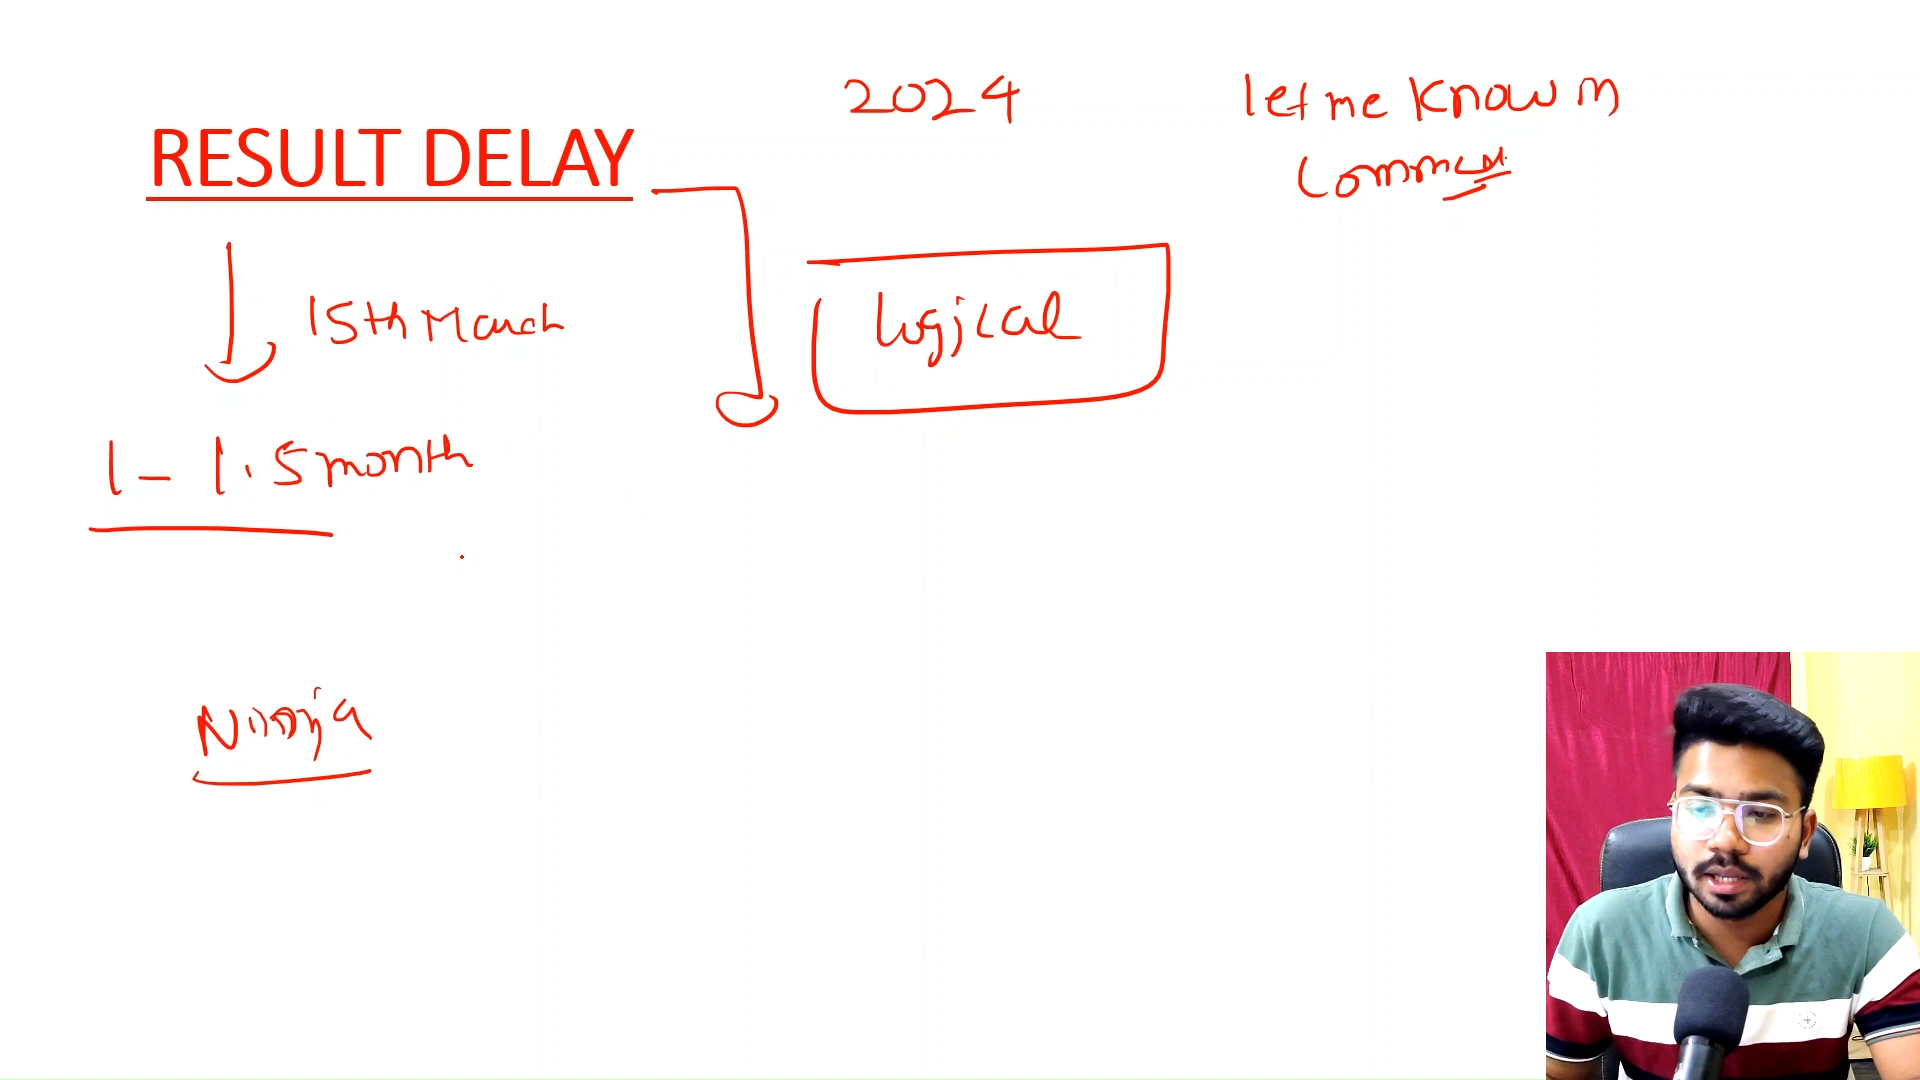 2024
let me know in
RESULT DELAY
Comment
15th March
Logical
1 - 1.5 month
Ninja